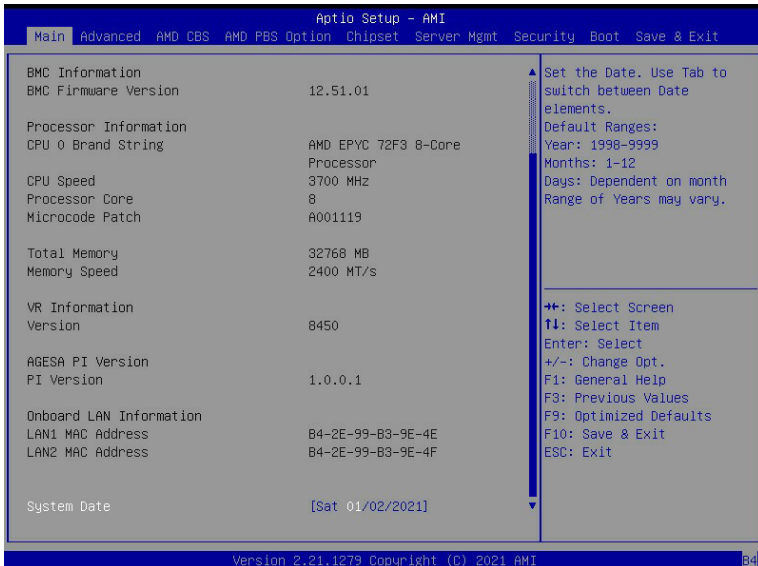 Aptio Setup - AMI
Main Advanced AMD CBS AMD PBS Option Chipset Server Mgmt Security Boot Save & Exit
BMC Information
BMC Firmware Version 12.51.01
Processor Information
CPU 0 Brand String AMD EPYC 72F3 8-Core
Processor
CPU Speed 3700 MHz
Processor Core 8
Microcode Patch A001119
Total Memory 32768 MB
Memory Speed 2400 MT/s
VR Information
Version 8450
AGESA PI Version
PI Version 1.0.0.1
Onboard LAN Information
LAN1 MAC Address B4-2E-99-B3-9E-4E
LAN2 MAC Address B4-2E-99-B3-9E-4F
System Date [Sat 01/02/2021]
Set the Date. Use Tab to
switch between Date
elements.
Default Ranges:
Year: 1998-9999
Months: 1-12
Days: Dependent on month
Range of Years may vary.
→←: Select Screen
↑↓: Select Item
Enter: Select
+/-: Change Opt.
F1: General Help
F3: Previous Values
F9: Optimized Defaults
F10: Save & Exit
ESC: Exit
Version 2.21.1279 Copyright (C) 2021 AMI
B4